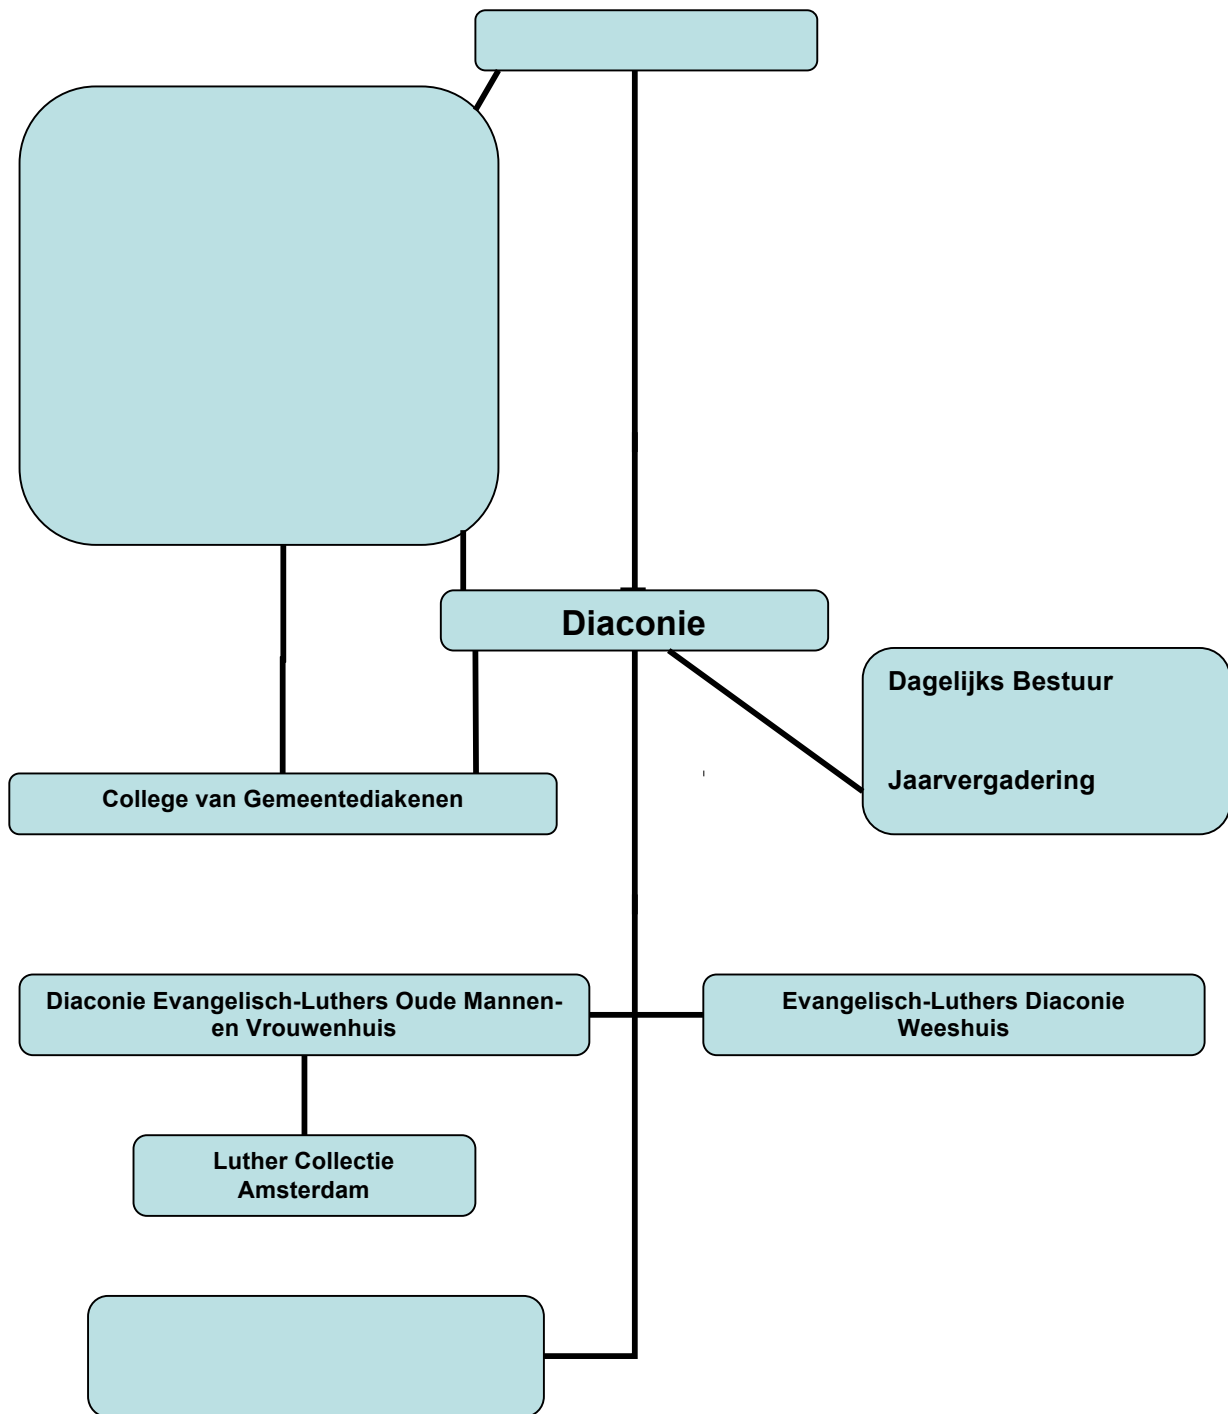 Diaconie
Dagelijks Bestuur
Jaarvergadering
College van Gemeentediakenen
Diaconie Evangelisch-Luthers Oude Mannen-
en Vrouwenhuis
Evangelisch-Luthers Diaconie
Weeshuis
Luther Collectie
Amsterdam